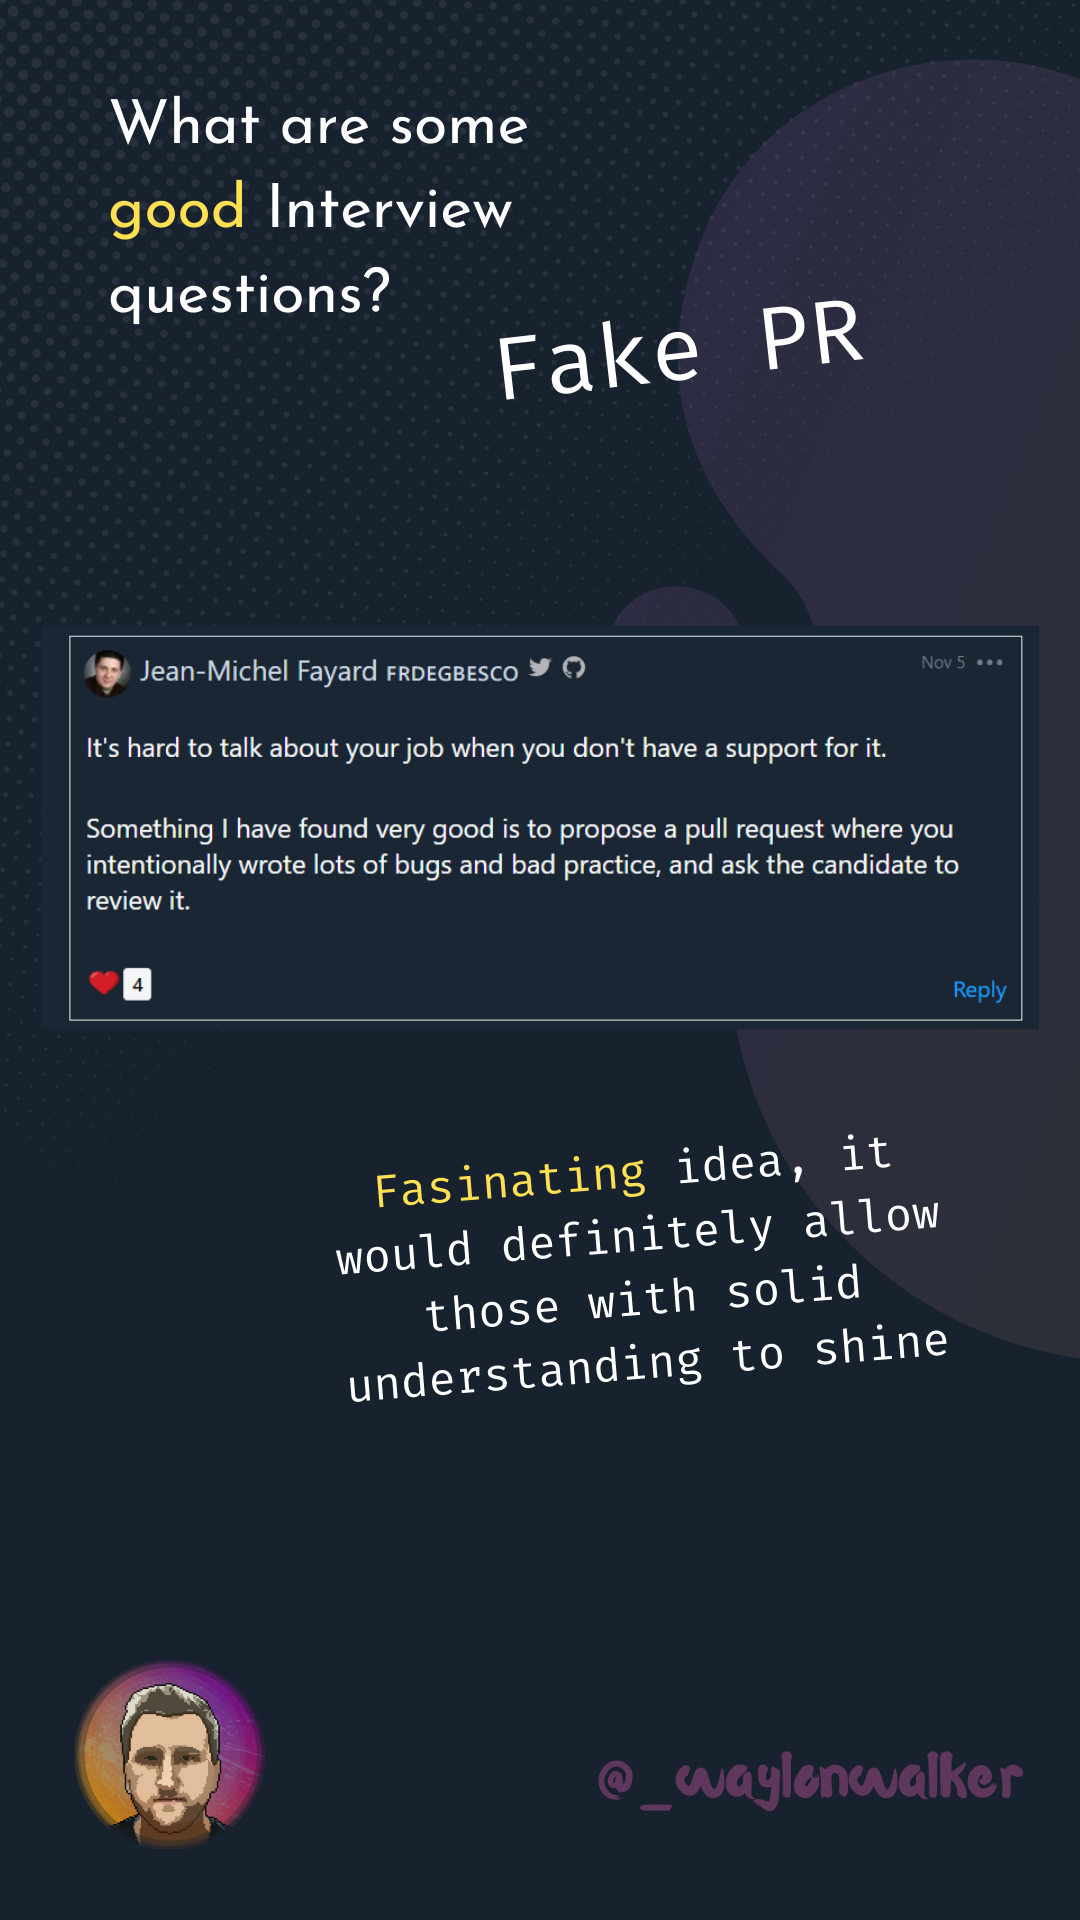 What are some
good Interview
questions?
Fake PR
Jean-Michel Fayard FRDEGBESCO
Nov 5
It's hard to talk about your job when you don't have a support for it.
Something I have found very good is to propose a pull request where you
intentionally wrote lots of bugs and bad practice, and ask the candidate to
review it.
4
Reply
Fasinating idea, it
would definitely allow
those with solid
understanding to shine
@_waylonwalker